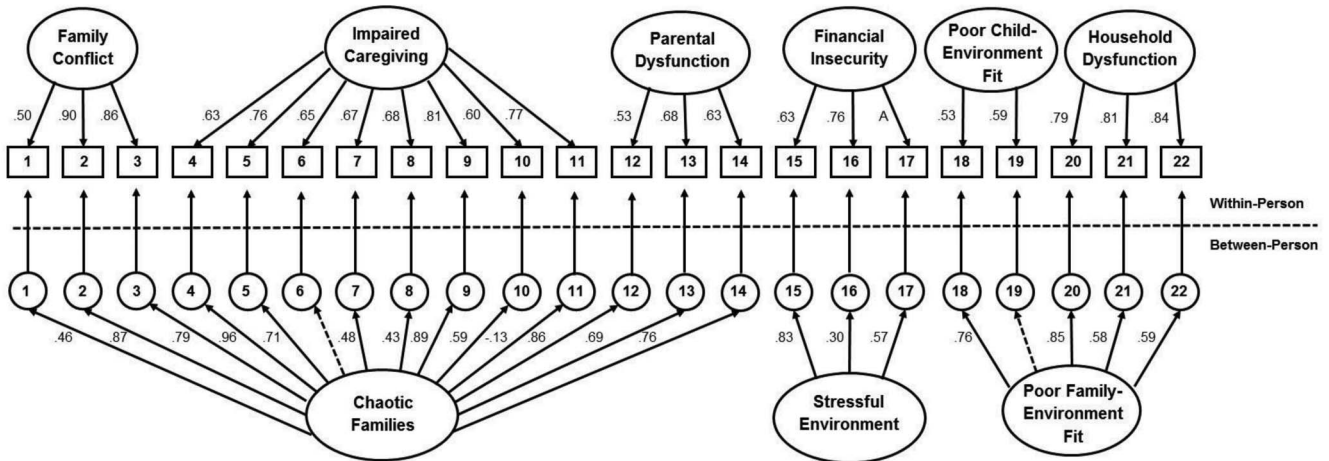 Family
Conflict
Impaired
Caregiving
Parental
Dysfunction
Financial
Insecurity
Poor Child-
Environment
Fit
Household
Dysfunction
.50 .90 .86 .63 .76 .65 .67 .68 .81 .60 .77 .53 .68 .63 .63 .76 A .53 .59 .79 .81 .84
1 2 3 4 5 6 7 8 9 10 11 12 13 14 15 16 17 18 19 20 21 22
Within-Person
Between-Person
1 2 3 4 5 6 7 8 9 10 11 12 13 14 15 16 17 18 19 20 21 22
.46 .87 .79 .96 .71 .48 .43 .89 .59 -.13 .86 .69 .76 .83 .30 .57 .76 .85 .58 .59
Chaotic
Families
Stressful
Environment
Poor Family-
Environment
Fit